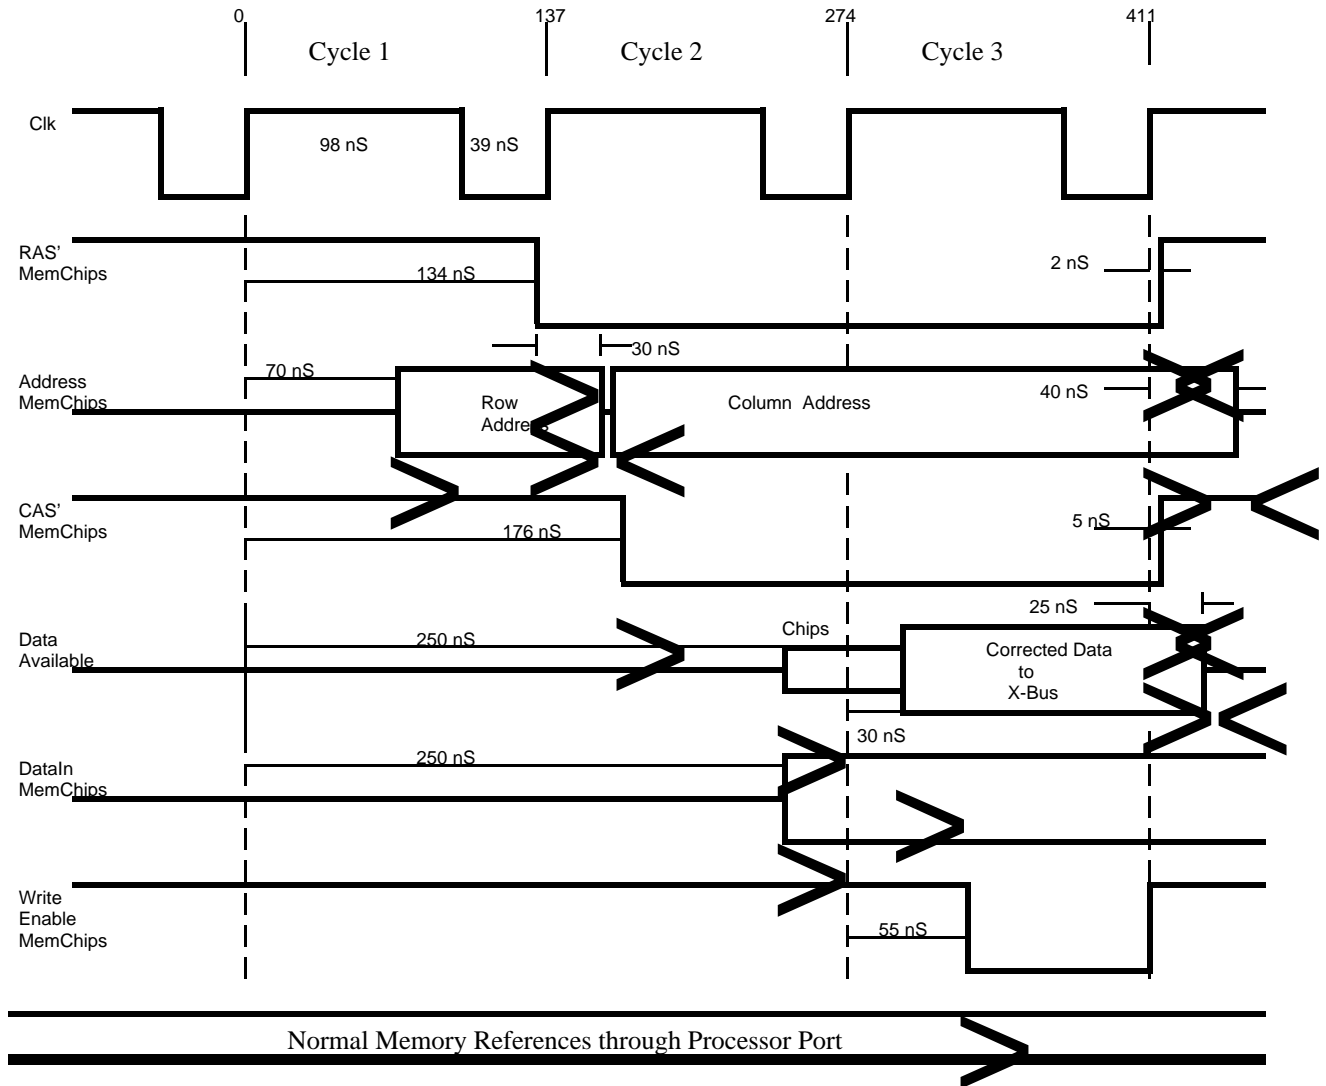 0
137
274
411
Cycle 1
Cycle 2
Cycle 3
Clk
98 nS
39 nS
RAS’
MemChips
134 nS
2 nS
30 nS
Address
MemChips
70 nS
Row
Address
Column Address
40 nS
CAS’
MemChips
176 nS
5 nS
25 nS
Data
Available
250 nS
Chips
Corrected Data
to
X-Bus
30 nS
DataIn
MemChips
250 nS
Write
Enable
MemChips
55 nS
Normal Memory References through Processor Port